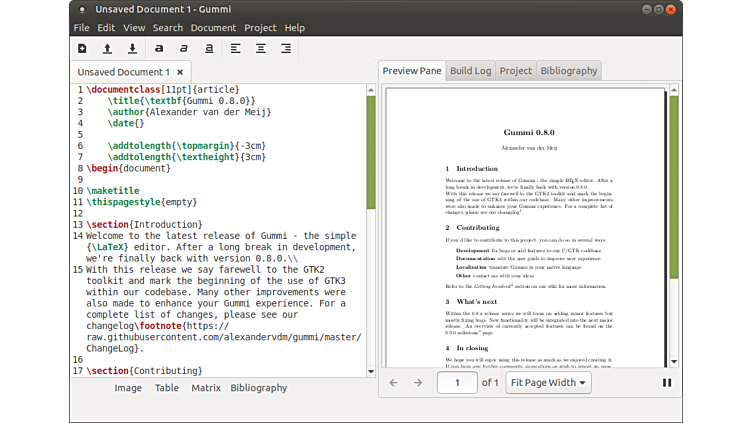 Unsaved Document 1 - Gummi
File Edit View Search Document Project Help
a a a
Unsaved Document 1 ×
1 \documentclass[11pt]{article}
2 \title{\textbf{Gummi 0.8.0}}
3 \author{Alexander van der Meij}
4 \date{}
5
6 \addtolength{\topmargin}{-3cm}
7 \addtolength{\textheight}{3cm}
8 \begin{document}
9
10 \maketitle
11 \thispagestyle{empty}
12
13 \section{Introduction}
14 Welcome to the latest release of Gummi - the simple
{\LaTeX} editor. After a long break in development,
we're finally back with version 0.8.0.\\
15 With this release we say farewell to the GTK2
toolkit and mark the beginning of the use of GTK3
within our codebase. Many other improvements were
also made to enhance your Gummi experience. For a
complete list of changes, please see our
changelog\footnote{https://
raw.githubusercontent.com/alexandervdm/gummi/master/
ChangeLog}.
16
17 \section{Contributing}
Image Table Matrix Bibliography
Preview Pane Build Log Project Bibliography
Gummi 0.8.0
Alexander van der Meij
1 Introduction
Welcome to the latest release of Gummi - the simple LATEX editor. After a
long break in development, we're finally back with version 0.8.0.
With this release we say farewell to the GTK2 toolkit and mark the begin-
ning of the use of GTK3 within our codebase. Many other improvements
were also made to enhance your Gummi experience. For a complete list of
changes, please see our changelog1.
2 Contributing
If you'd like to contribute to this project, you can do so in several ways:
Development fix bugs or add features to our C/GTK codebase
Documentation edit the user guide to improve user experience
Localization translate Gummi in your native language
Other contact me with your ideas
Refer to the Getting Involved2 section on our wiki for more information.
3 What's next
Within the 0.8.x release series we will focus on adding minor features but
mostly fixing bugs. New functionality will be integrated into the next major
release. An overview of currently accepted features can be found on the
0.9.0 milestone3 page.
4 In closing
We hope you will enjoy using this release as much as we enjoyed creating it.
If you have any further comments, suggestions or wish to report an issue,
1 of 1 Fit Page Width